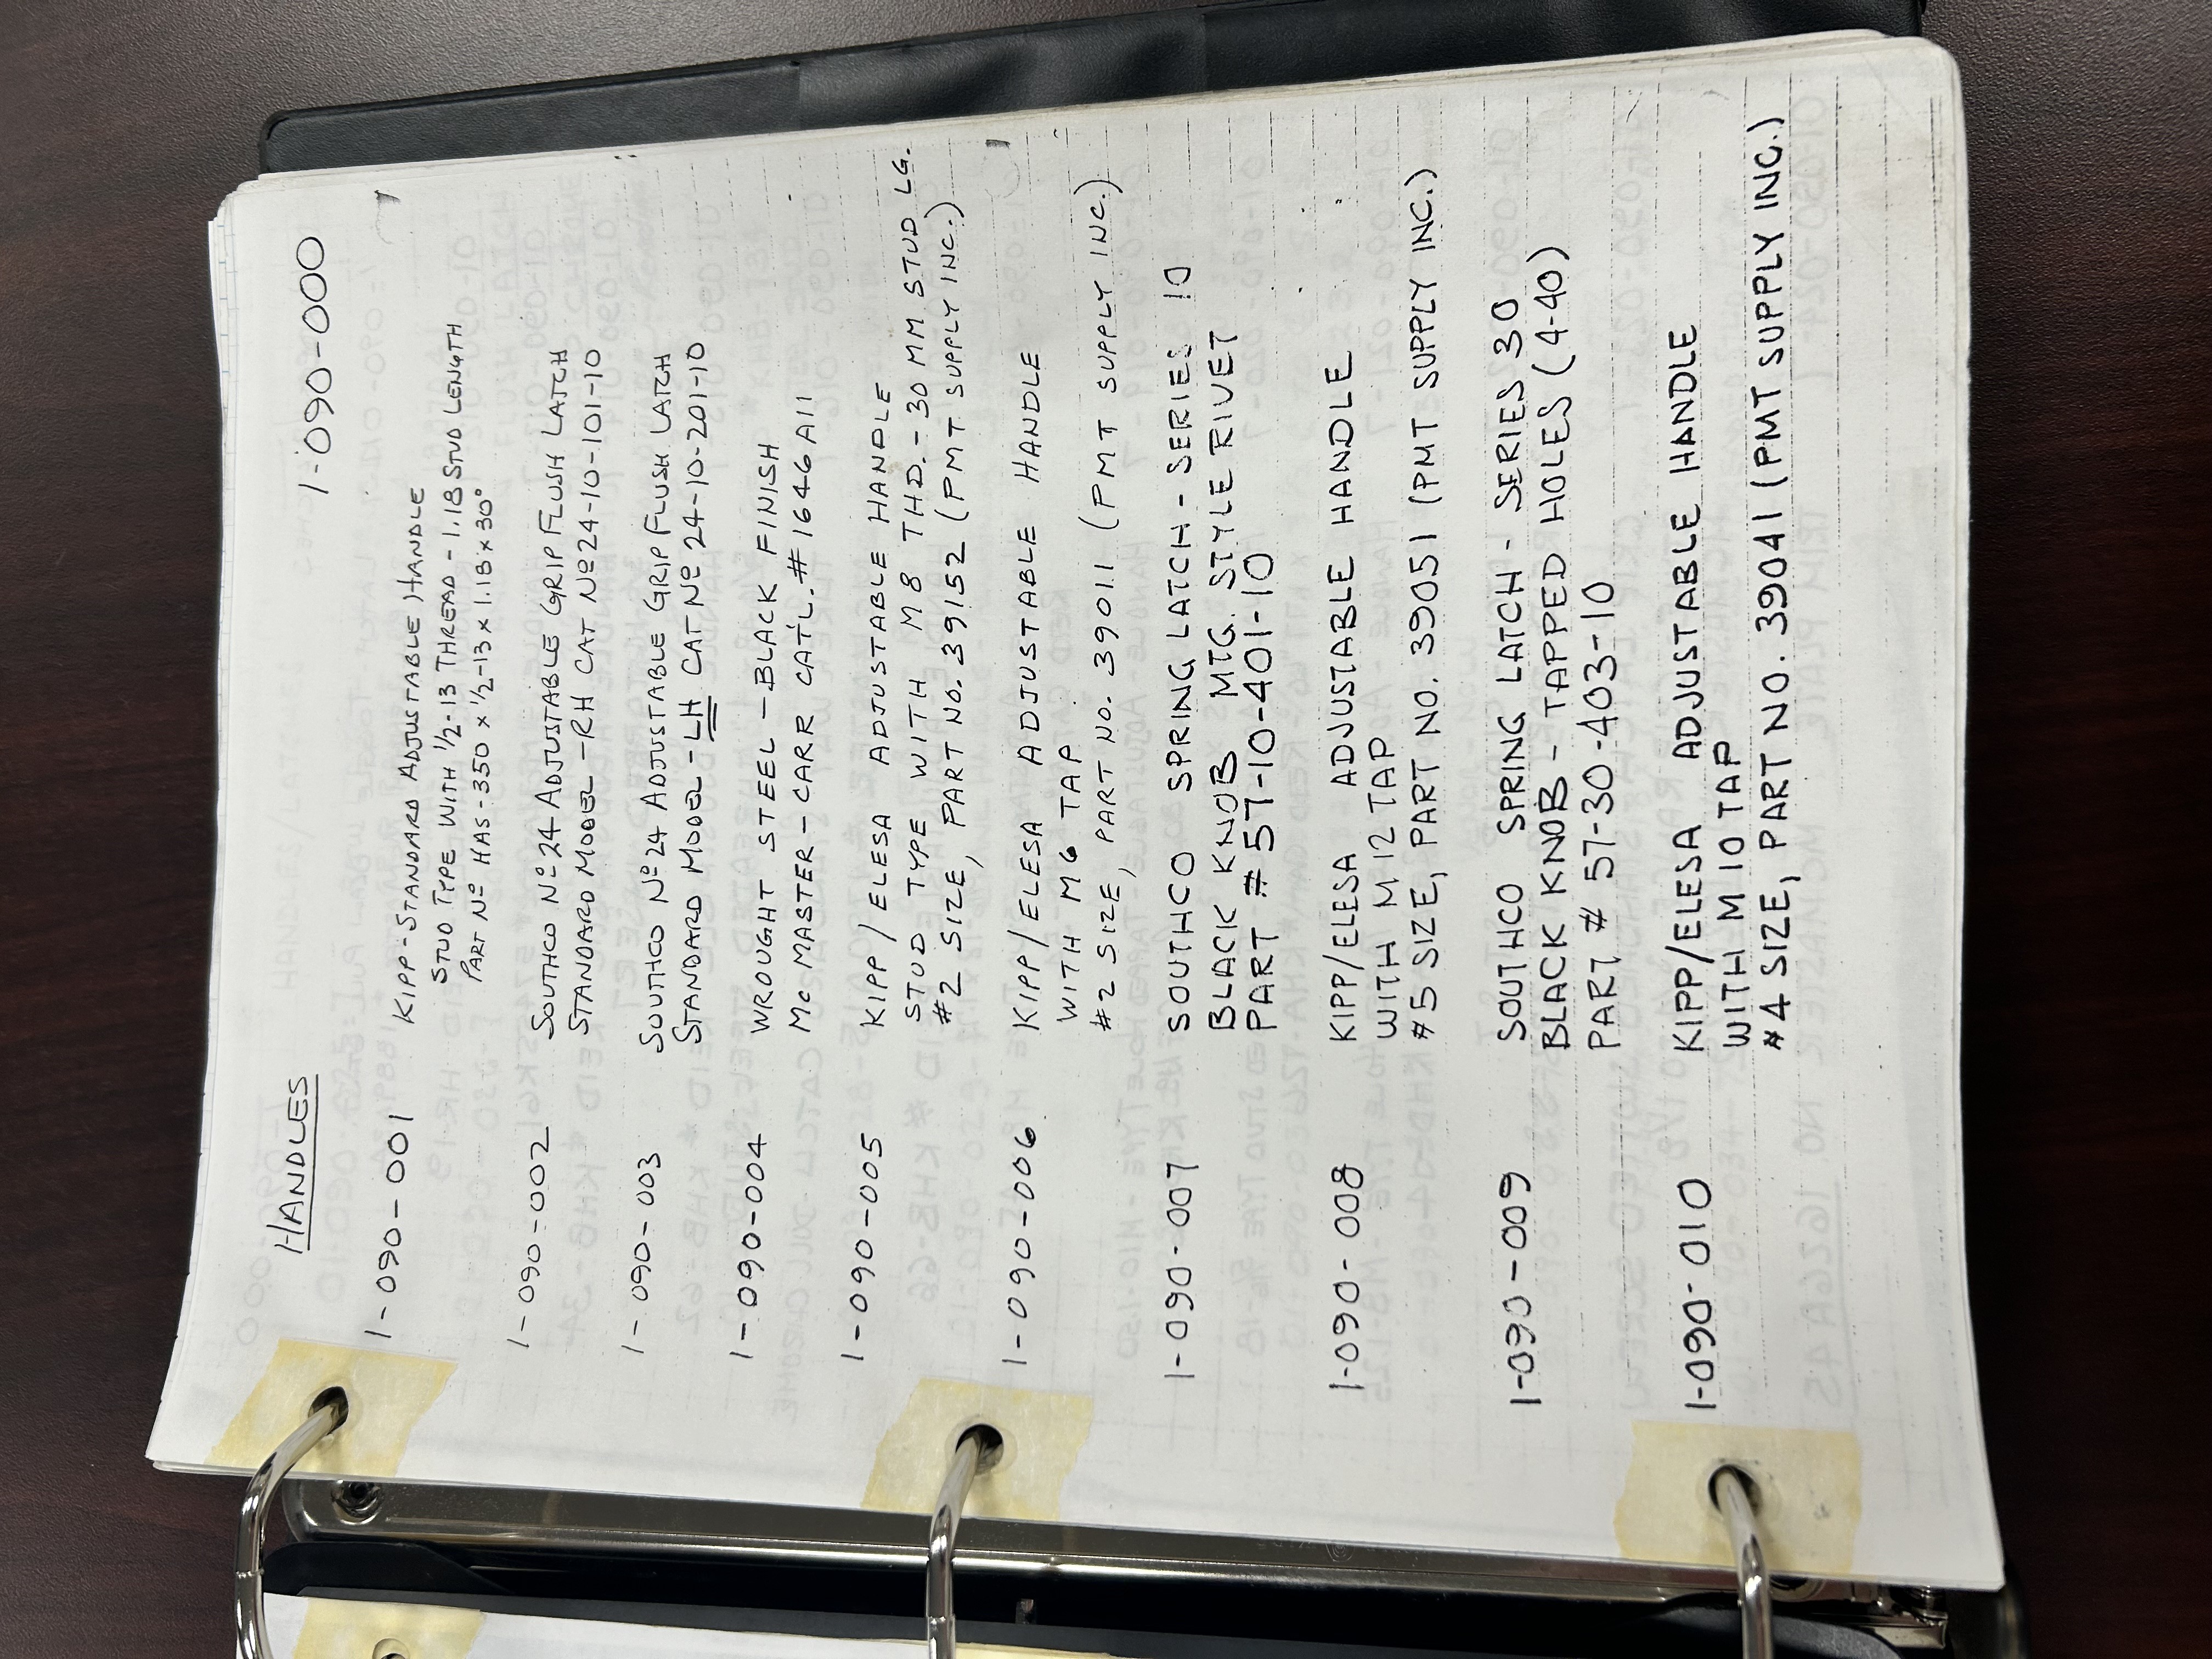 HANDLES
1-090-000
1-090-001 KIPP-STANDARD ADJUSTABLE HANDLE
STUD TYPE WITH 1/2-13 THREAD - 1.18 STUD LENGTH
PART Nº HAS-350 x 1/2-13 x 1.18 x 30°
1-090-002 SOUTHCO Nº 24 ADJUSTABLE GRIP FLUSH LATCH
STANDARD MODEL - RH CAT Nº 24-10-101-10
1-090-003 SOUTHCO Nº 24 ADJUSTABLE GRIP FLUSH LATCH
STANDARD MODEL - LH CAT Nº 24-10-201-10
1-090-004 WROUGHT STEEL - BLACK FINISH
Mc MASTER - CARR CAT'L. # 1646A11
1-090-005 KIPP / ELESA ADJUSTABLE HANDLE
STUD TYPE WITH M8 THD. - 30 MM STUD LG.
#2 SIZE, PART NO. 39152 (PMT SUPPLY INC.)
1-090-006 KIPP/ELESA ADJUSTABLE HANDLE
WITH M6 TAP
#2 SIZE, PART NO. 39011 (PMT SUPPLY INC.)
1-090-007 SOUTHCO SPRING LATCH - SERIES 10
BLACK KNOB MTG. STYLE RIVET
PART # 57-10-401-10
1-090-008 KIPP/ELESA ADJUSTABLE HANDLE
WITH M12 TAP
#5 SIZE, PART NO. 39051 (PMT SUPPLY INC.)
1-090-009 SOUTHCO SPRING LATCH - SERIES 30
BLACK KNOB - TAPPED HOLES (4-40)
PART # 57-30-403-10
1-090-010 KIPP/ELESA ADJUSTABLE HANDLE
WITH M10 TAP
#4 SIZE, PART NO. 39041 (PMT SUPPLY INC.)